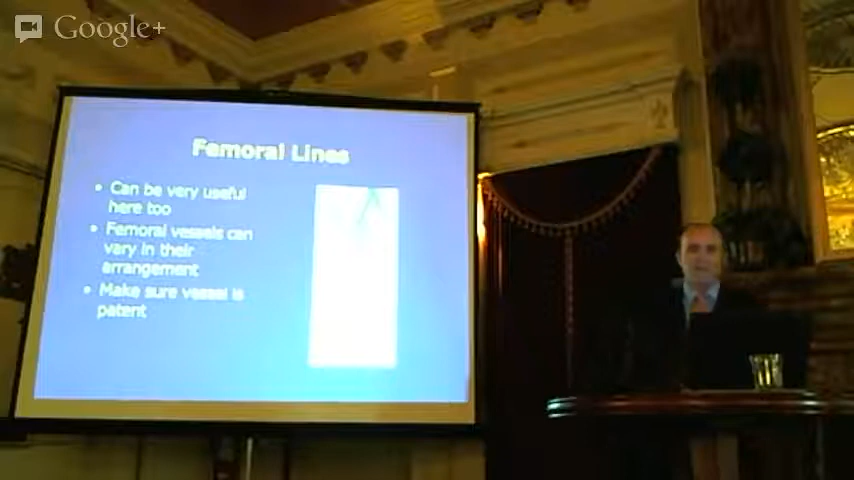 Google+
Femoral Lines
• Can be very useful
here too
• Femoral vessels can
vary in their
arrangement
• Make sure vessel is
patent